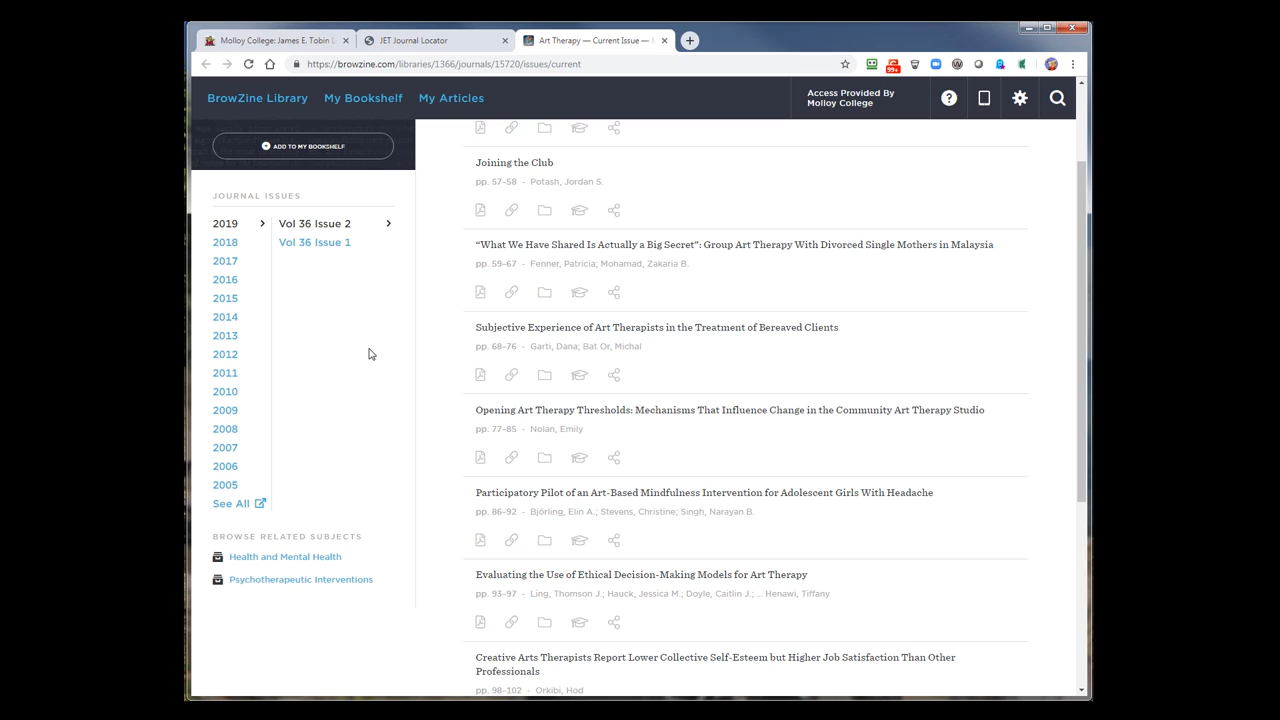 Molloy College: James E. Tobin L
JET Journal Locator
Art Therapy — Current Issue —
https://browzine.com/libraries/1366/journals/15720/issues/current
99+
BrowZine Library
My Bookshelf
My Articles
Access Provided By
Molloy College
ADD TO MY BOOKSHELF
JOURNAL ISSUES
2019
Vol 36 Issue 2
2018
Vol 36 Issue 1
2017
2016
2015
2014
2013
2012
2011
2010
2009
2008
2007
2006
2005
See All
BROWSE RELATED SUBJECTS
Health and Mental Health
Psychotherapeutic Interventions
Joining the Club
pp. 57–58 - Potash, Jordan S.
“What We Have Shared Is Actually a Big Secret”: Group Art Therapy With Divorced Single Mothers in Malaysia
pp. 59–67 - Fenner, Patricia; Mohamad, Zakaria B.
Subjective Experience of Art Therapists in the Treatment of Bereaved Clients
pp. 68–76 - Garti, Dana; Bat Or, Michal
Opening Art Therapy Thresholds: Mechanisms That Influence Change in the Community Art Therapy Studio
pp. 77–85 - Nolan, Emily
Participatory Pilot of an Art-Based Mindfulness Intervention for Adolescent Girls With Headache
pp. 86–92 - Björling, Elin A.; Stevens, Christine; Singh, Narayan B.
Evaluating the Use of Ethical Decision-Making Models for Art Therapy
pp. 93–97 - Ling, Thomson J.; Hauck, Jessica M.; Doyle, Caitlin J.; .. Henawi, Tiffany
Creative Arts Therapists Report Lower Collective Self-Esteem but Higher Job Satisfaction Than Other
Professionals
pp. 98–102 - Orkibi, Hod